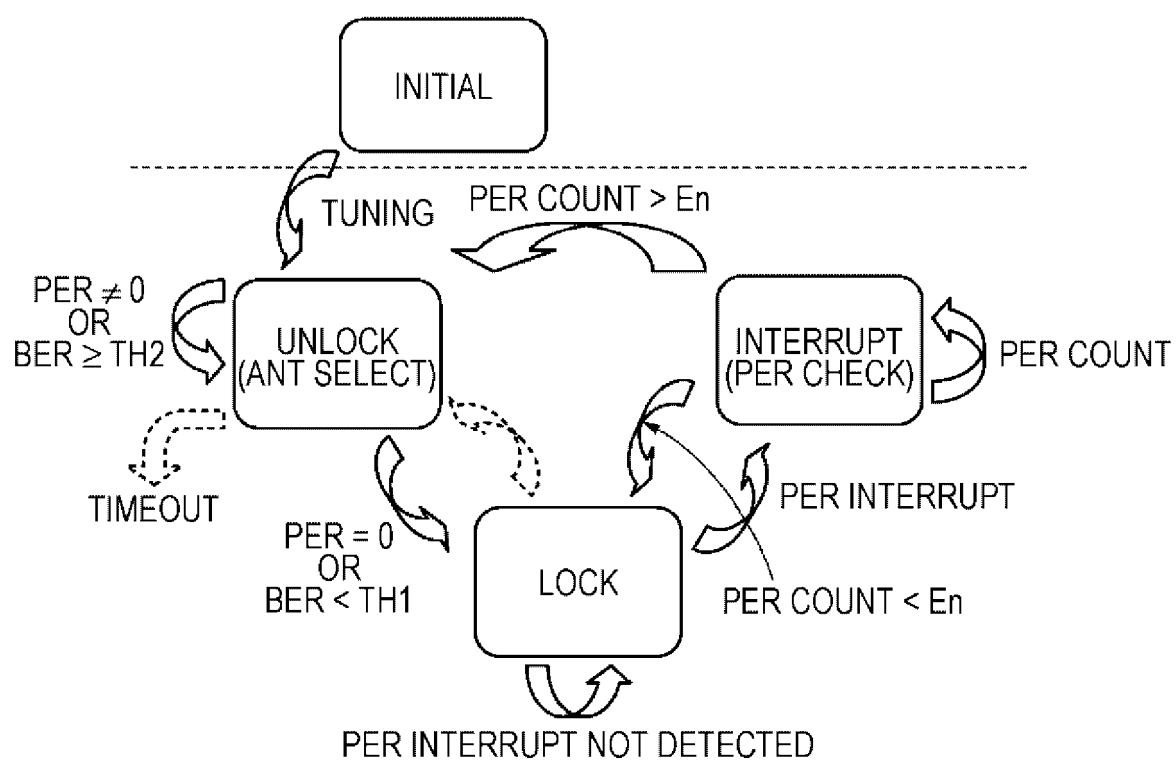 INITIAL
TUNING
PER COUNT > En
PER ≠ 0
OR
BER ≥ TH2
UNLOCK
(ANT SELECT)
INTERRUPT
(PER CHECK)
PER COUNT
TIMEOUT
PER = 0
OR
BER < TH1
LOCK
PER INTERRUPT
PER COUNT < En
PER INTERRUPT NOT DETECTED